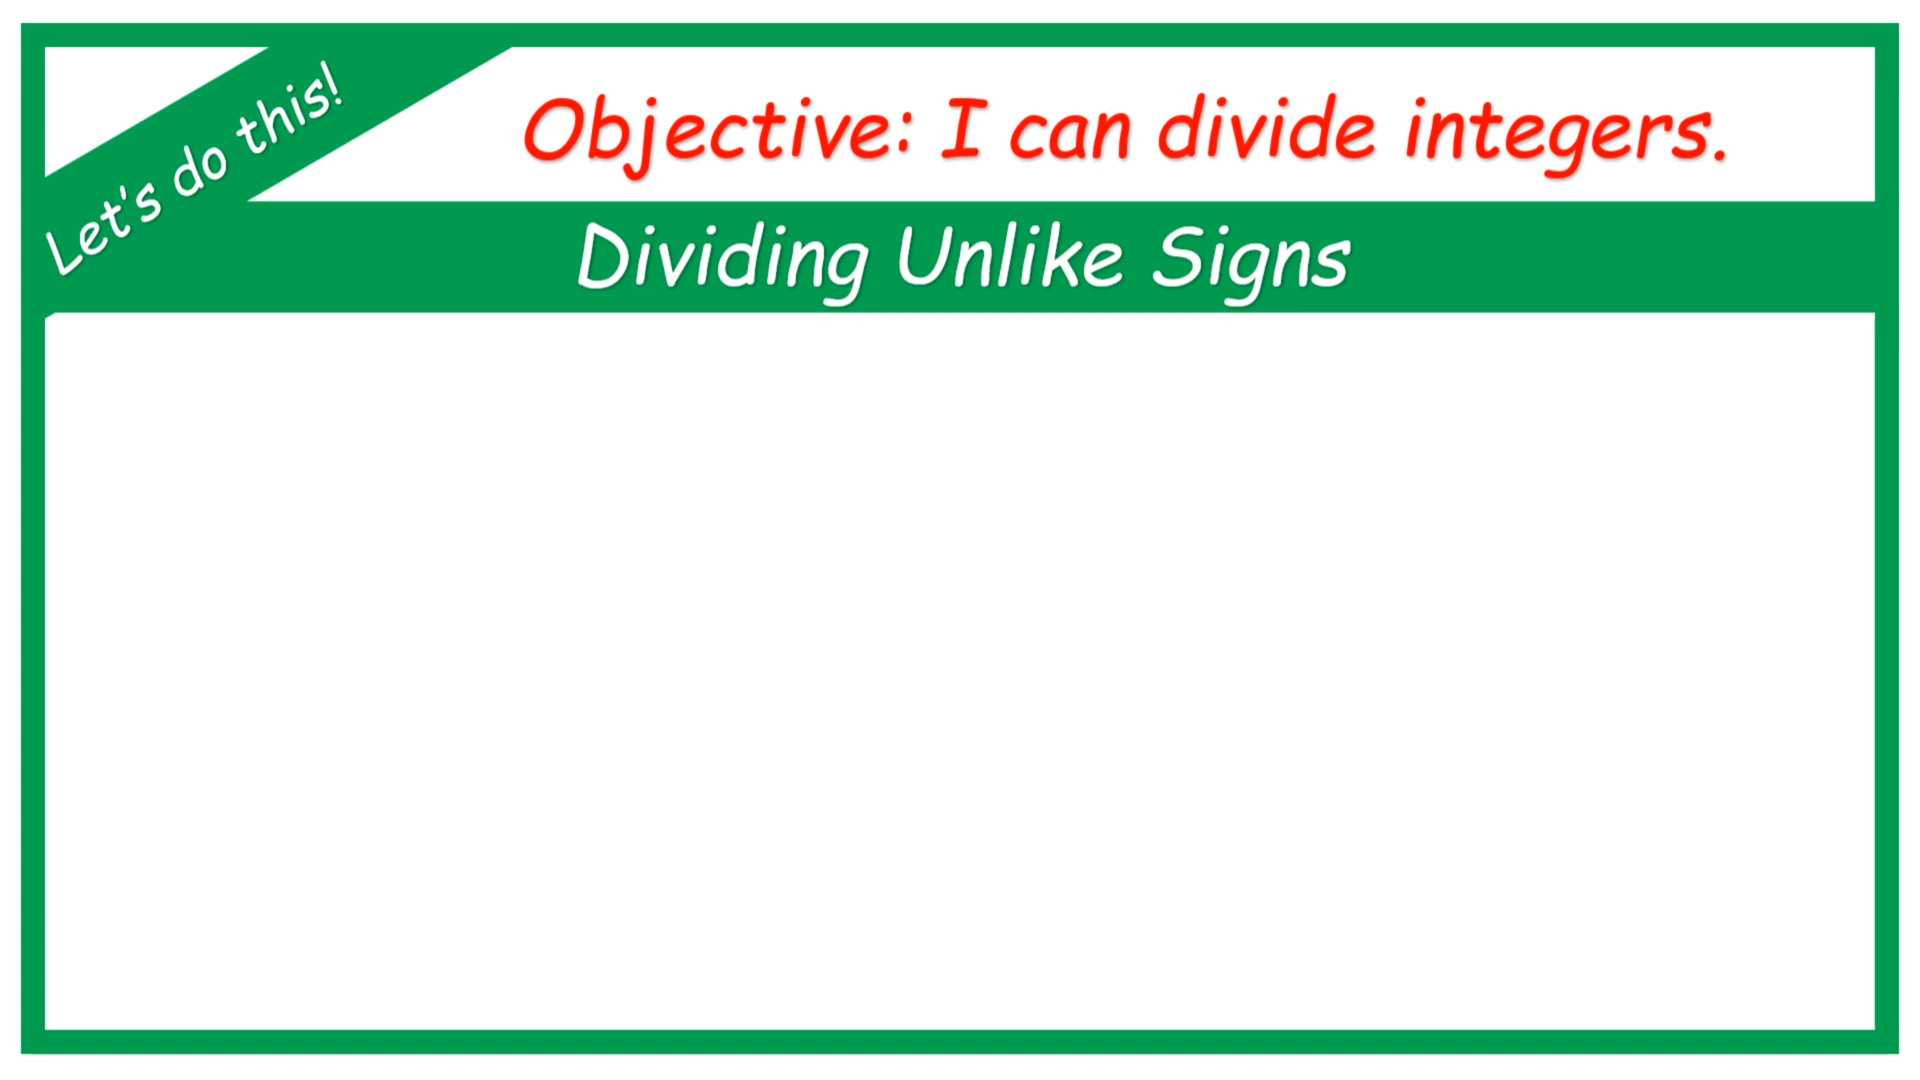 Let's do this!
Objective: I can divide integers.
Dividing Unlike Signs